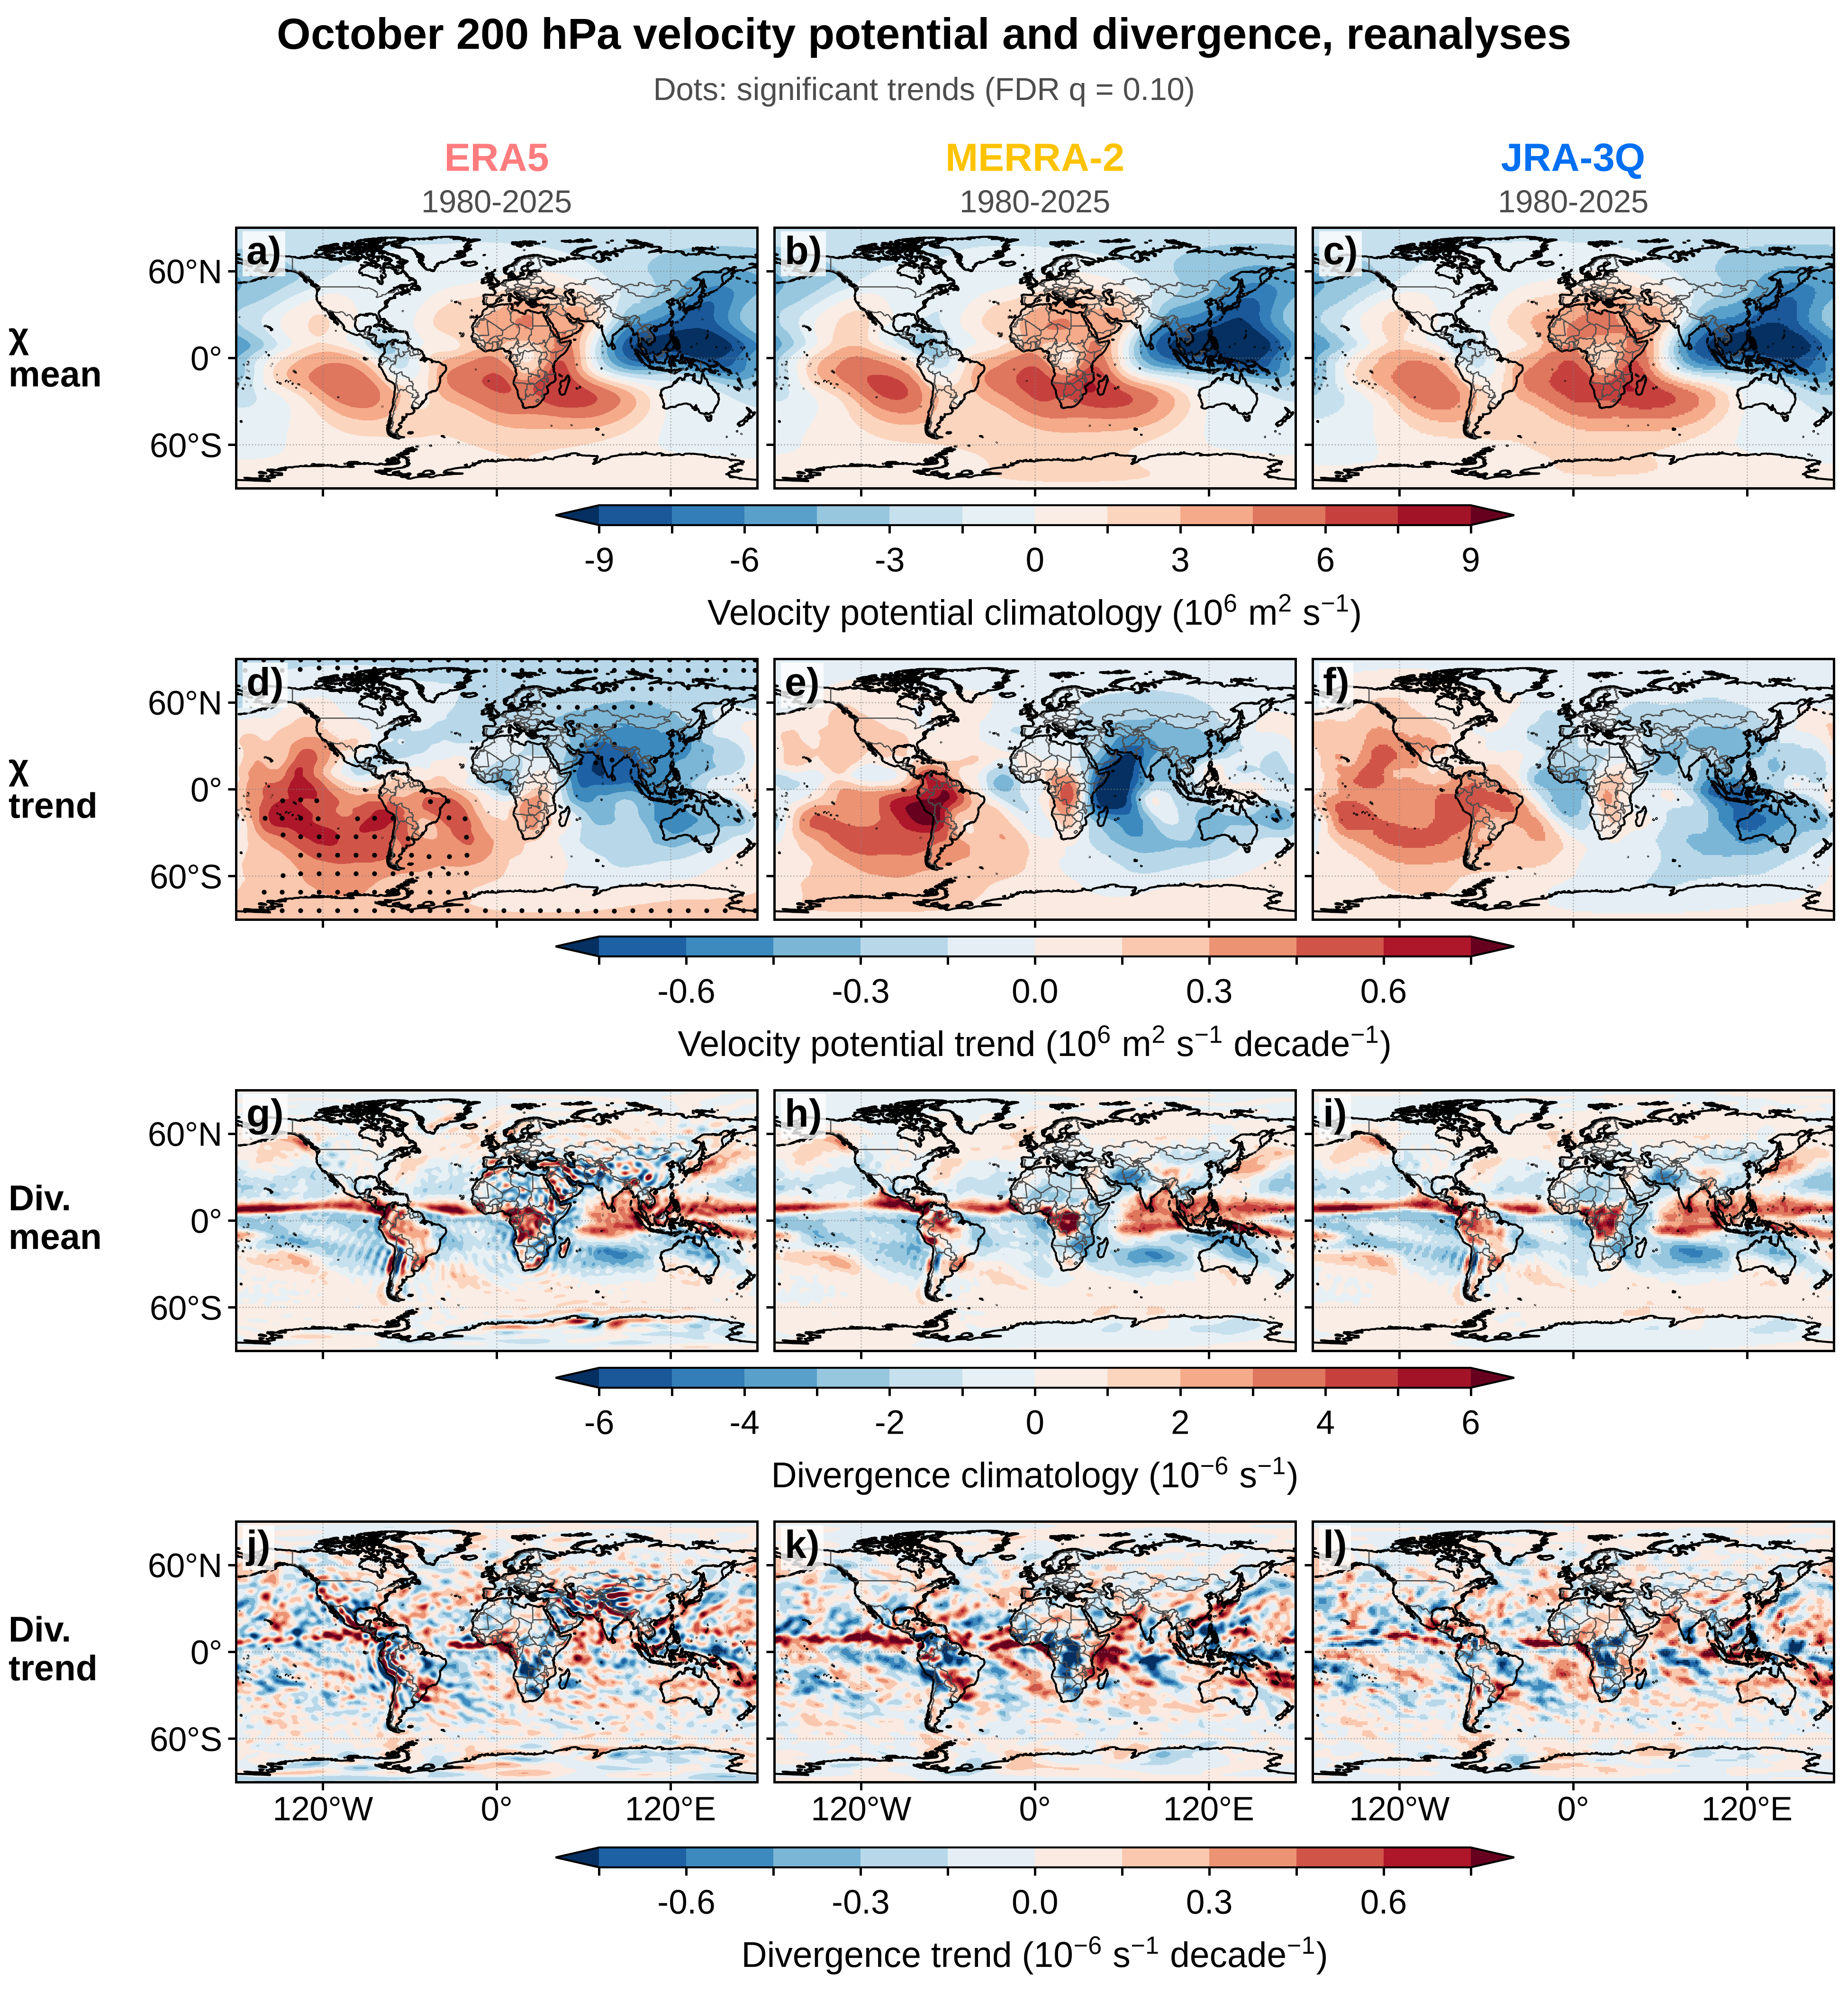 October 200 hPa velocity potential and divergence, reanalyses
Dots: significant trends (FDR q = 0.10)
ERA5 MERRA-2 JRA-3Q
1980-2025 1980-2025 1980-2025
a) b) c)
60°N
0°
60°S
χ
mean
-9 -6 -3 0 3 6 9
Velocity potential climatology (10⁶ m² s⁻¹)
d) e) f)
60°N
0°
60°S
χ
trend
-0.6 -0.3 0.0 0.3 0.6
Velocity potential trend (10⁶ m² s⁻¹ decade⁻¹)
g) h) i)
60°N
0°
60°S
Div.
mean
-6 -4 -2 0 2 4 6
Divergence climatology (10⁻⁶ s⁻¹)
j) k) l)
60°N
0°
60°S
Div.
trend
120°W 0° 120°E 120°W 0° 120°E 120°W 0° 120°E
-0.6 -0.3 0.0 0.3 0.6
Divergence trend (10⁻⁶ s⁻¹ decade⁻¹)